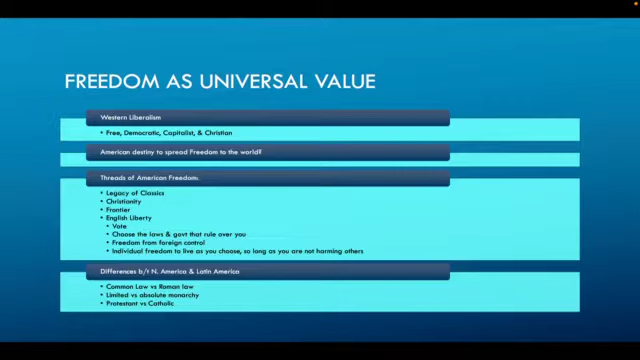 FREEDOM AS UNIVERSAL VALUE
Western Liberalism
• Free, Democratic, Capitalist, & Christian
American destiny to spread Freedom to the world?
Threads of American Freedom:
• Legacy of Classics
• Christianity
• Frontier
• English Liberty
• Vote
• Choose the laws & govt that rule over you
• Freedom from foreign control
• Individual freedom to live as you choose, so long as you are not harming others
Differences b/t N. America & Latin America
• Common Law vs Roman law
• Limited vs absolute monarchy
• Protestant vs Catholic